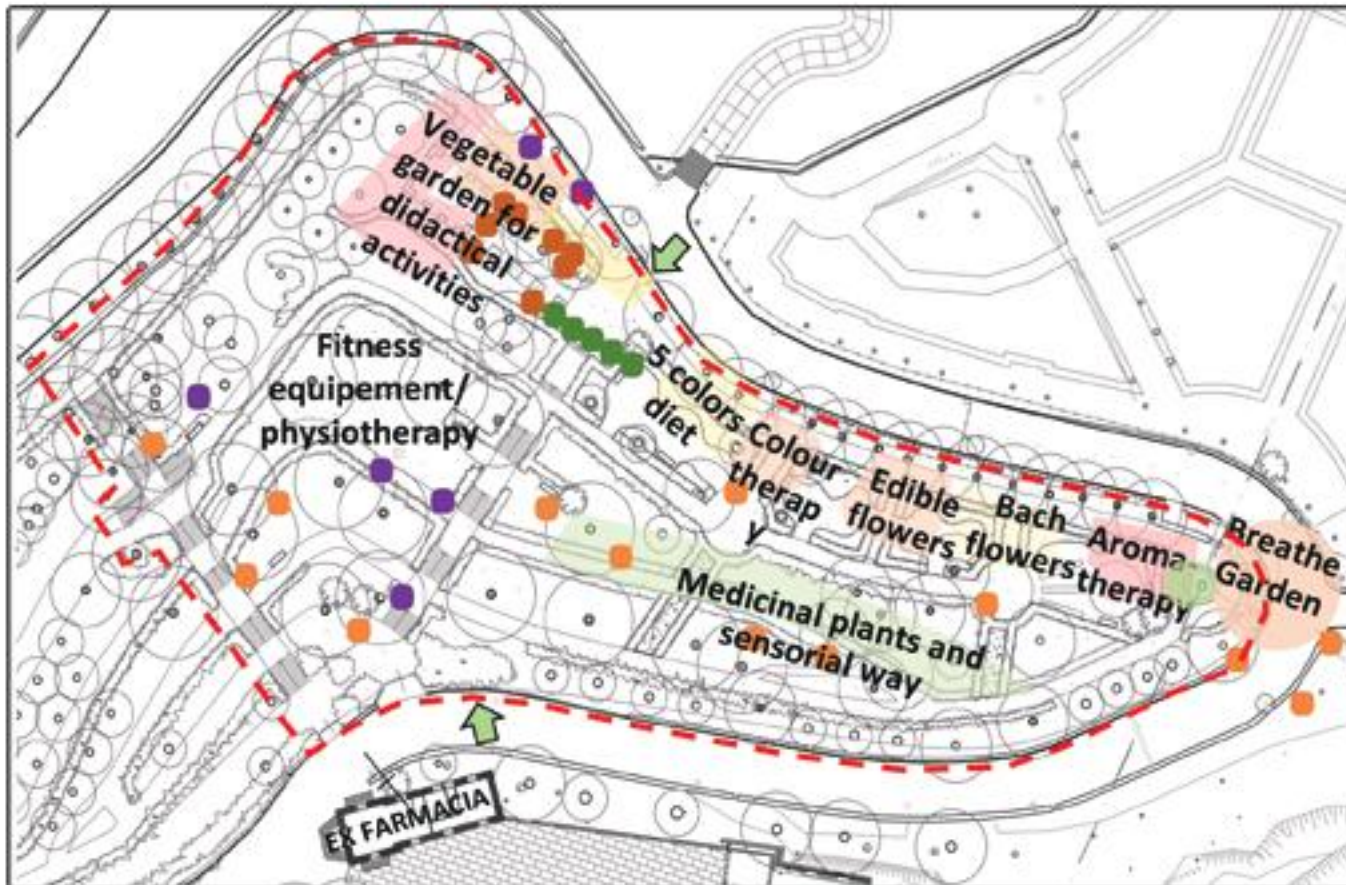 Vegetable
garden for
didactical
activities
Fitness
equipement/
physiotherapy
5 colors
diet
Colour
therap
y
Edible
flowers
Bach
flowers
Aroma
therapy
Breathe
Garden
Medicinal plants and
sensorial way
EX FARMACIA